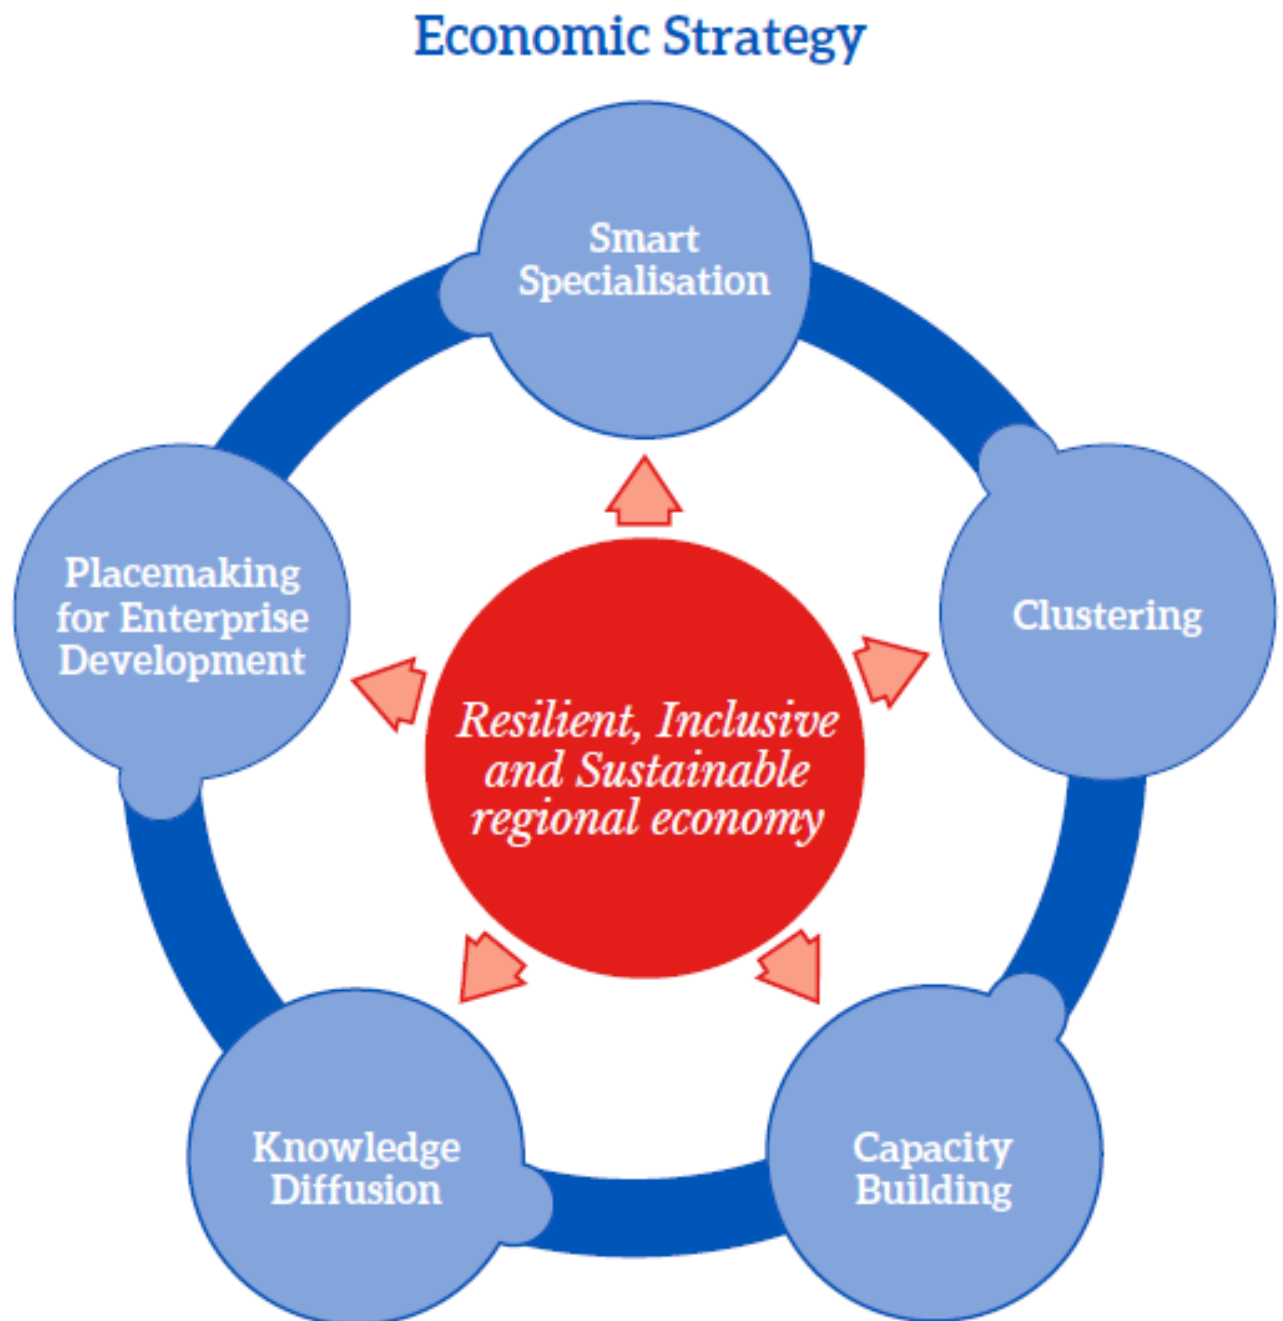 Economic Strategy
Smart
Specialisation
Clustering
Capacity
Building
Knowledge
Diffusion
Placemaking
for Enterprise
Development
Resilient, Inclusive
and Sustainable
regional economy